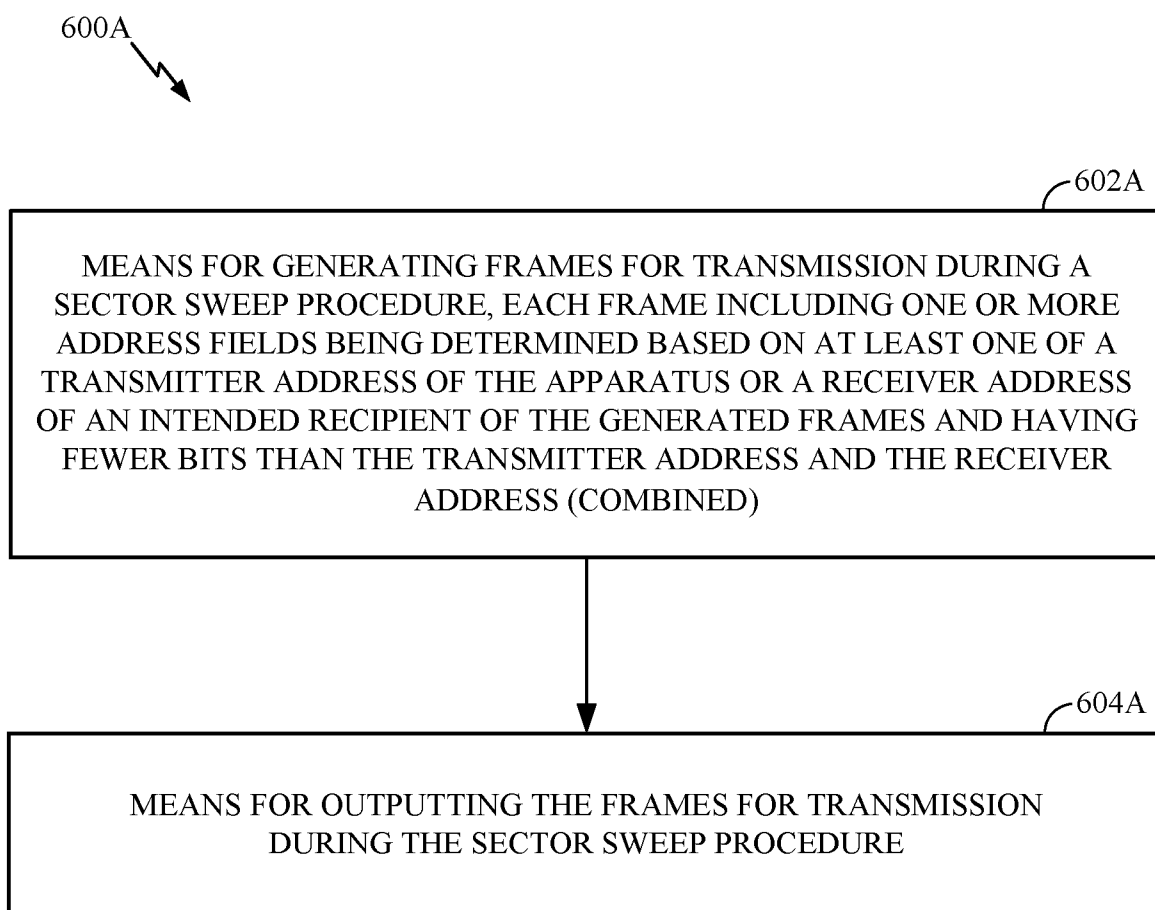 600A
602A
MEANS FOR GENERATING FRAMES FOR TRANSMISSION DURING A
SECTOR SWEEP PROCEDURE, EACH FRAME INCLUDING ONE OR MORE
ADDRESS FIELDS BEING DETERMINED BASED ON AT LEAST ONE OF A
TRANSMITTER ADDRESS OF THE APPARATUS OR A RECEIVER ADDRESS
OF AN INTENDED RECIPIENT OF THE GENERATED FRAMES AND HAVING
FEWER BITS THAN THE TRANSMITTER ADDRESS AND THE RECEIVER
ADDRESS (COMBINED)
604A
MEANS FOR OUTPUTTING THE FRAMES FOR TRANSMISSION
DURING THE SECTOR SWEEP PROCEDURE